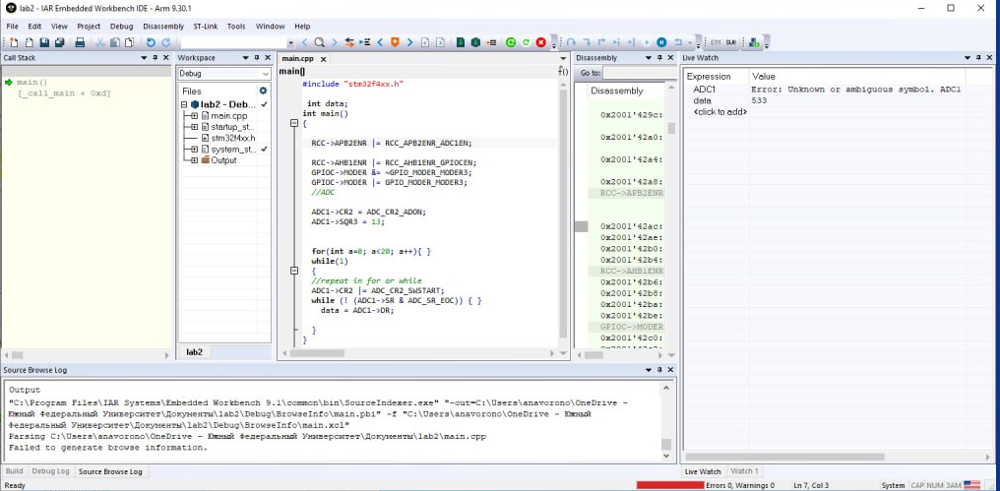 lab2 - IAR Embedded Workbench IDE - Arm 9.30.1
File Edit View Project Debug Disassembly ST-Link Tools Window Help
Call Stack
main()
[_call_main + 0xd]
Workspace
Debug
Files
lab2 - Deb...
main.cpp
startup_st...
stm32f4xx.h
system_st...
Output
lab2
main.cpp
main()
f()
#include "stm32f4xx.h"
int data;
int main()
{
RCC->APB2ENR |= RCC_APB2ENR_ADC1EN;
RCC->AHB1ENR |= RCC_AHB1ENR_GPIOCEN;
GPIOC->MODER &= ~GPIO_MODER_MODER3;
GPIOC->MODER |= GPIO_MODER_MODER3;
//ADC
ADC1->CR2 = ADC_CR2_ADON;
ADC1->SQR3 = 13;
for(int a=0; a<20; a++){ }
while(1)
{
//repeat in for or while
ADC1->CR2 |= ADC_CR2_SWSTART;
while (! (ADC1->SR & ADC_SR_EOC)) { }
data = ADC1->DR;
}
}
Disassembly
Go to:
Disassembly
0x2001'429c:
0x2001'42a0:
0x2001'42a4:
0x2001'42a8:
RCC->APB2ENR
0x2001'42ac:
0x2001'42ae:
0x2001'42b0:
0x2001'42b4:
RCC->AHB1ENR
0x2001'42b6:
0x2001'42b8:
0x2001'42ba:
0x2001'42be:
GPIOC->MODER
0x2001'42c0:
Live Watch
Expression Value
ADC1 Error: Unknown or ambiguous symbol. ADC1
data 533
<click to add>
Source Browse Log
Output
"C:\Program Files\IAR Systems\Embedded Workbench 9.1\common\bin\SourceIndexer.exe" "-out=C:\Users\anavorono\OneDrive -
Южный Федеральный Университет\Документы\lab2\Debug\BrowseInfo\main.pbi" -f "C:\Users\anavorono\OneDrive - Южный
Федеральный Университет\Документы\lab2\Debug\BrowseInfo\main.xcl"
Parsing C:\Users\anavorono\OneDrive - Южный Федеральный Университет\Документы\lab2\main.cpp
Failed to generate browse information.
Build Debug Log Source Browse Log
Live Watch Watch 1
Ready
Errors 0, Warnings 0 Ln 7, Col 3 System CAP NUM ЗАМ